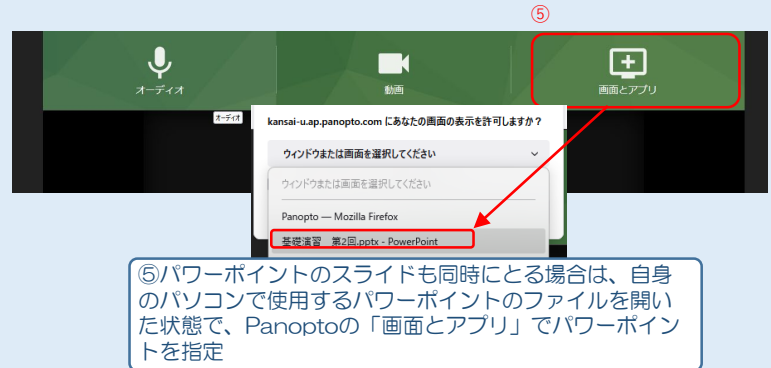 ⑤
オーディオ
動画
画面とアプリ
オーディオ
kansai-u.ap.panopto.com にあなたの画面の表示を許可しますか？
ウィンドウまたは画面を選択してください
ウィンドウまたは画面を選択してください
Panopto — Mozilla Firefox
基礎演習　第2回.pptx - PowerPoint
⑤パワーポイントのスライドも同時にとる場合は、自身
のパソコンで使用するパワーポイントのファイルを開い
た状態で、Panoptoの「画面とアプリ」でパワーポイン
トを指定